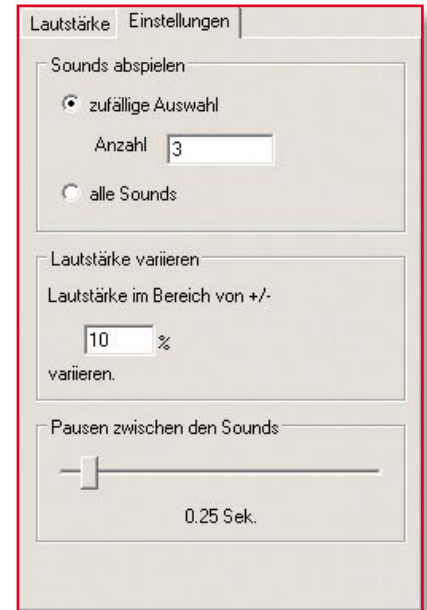 Lautstärke Einstellungen
Sounds abspielen
zufällige Auswahl
Anzahl 3
alle Sounds
Lautstärke variieren
Lautstärke im Bereich von +/-
10 %
variieren.
Pausen zwischen den Sounds
0.25 Sek.